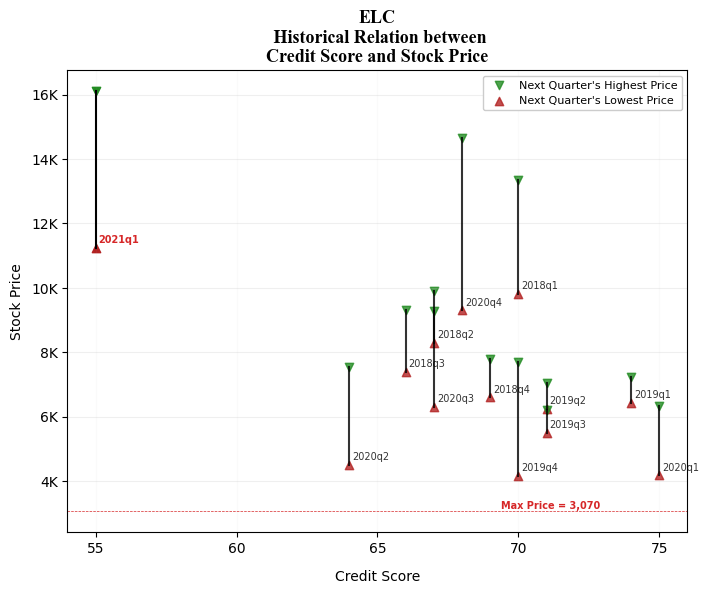 ELC
Historical Relation between
Credit Score and Stock Price
Next Quarter's Highest Price
Next Quarter's Lowest Price
16K
14K
12K
10K
8K
6K
4K
Stock Price
2021q1
2018q1
2020q4
2018q2
2018q3
2018q4
2019q1
2019q2
2020q3
2019q3
2020q2
2019q4
2020q1
Max Price = 3,070
55
60
65
70
75
Credit Score